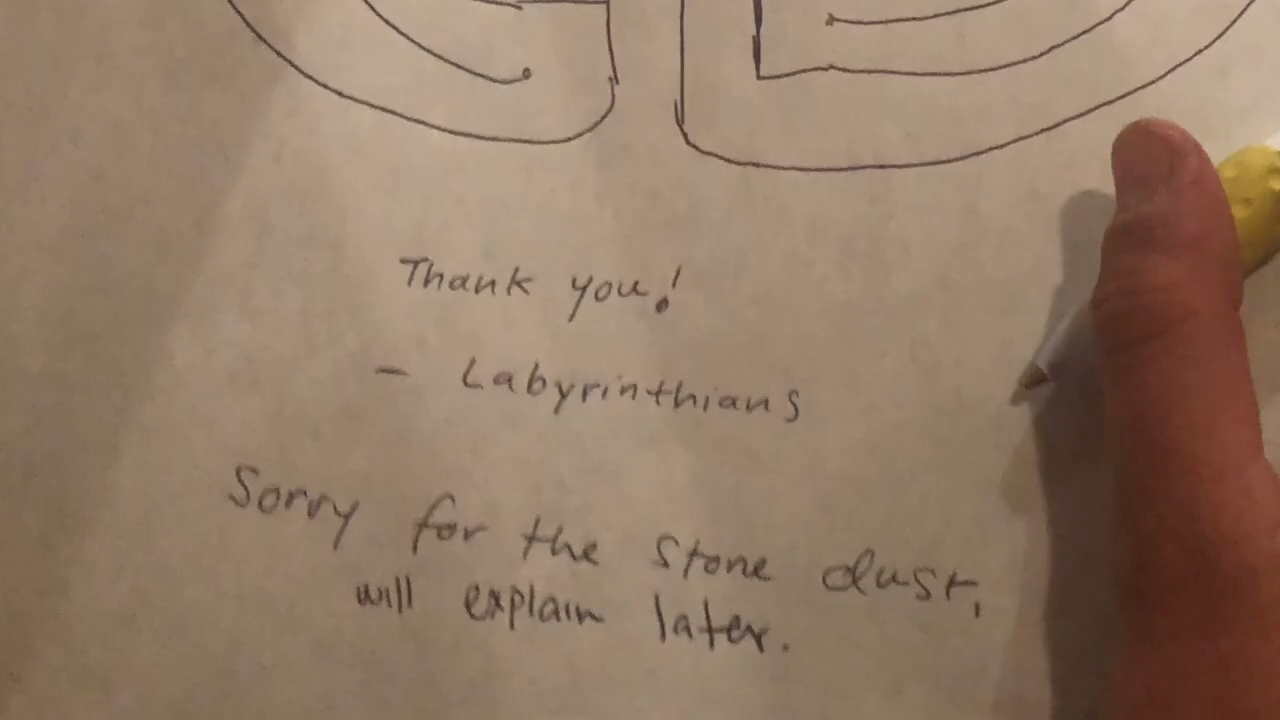 Thank you!
- Labyrinthians
Sorry for the stone dust,
will explain later.